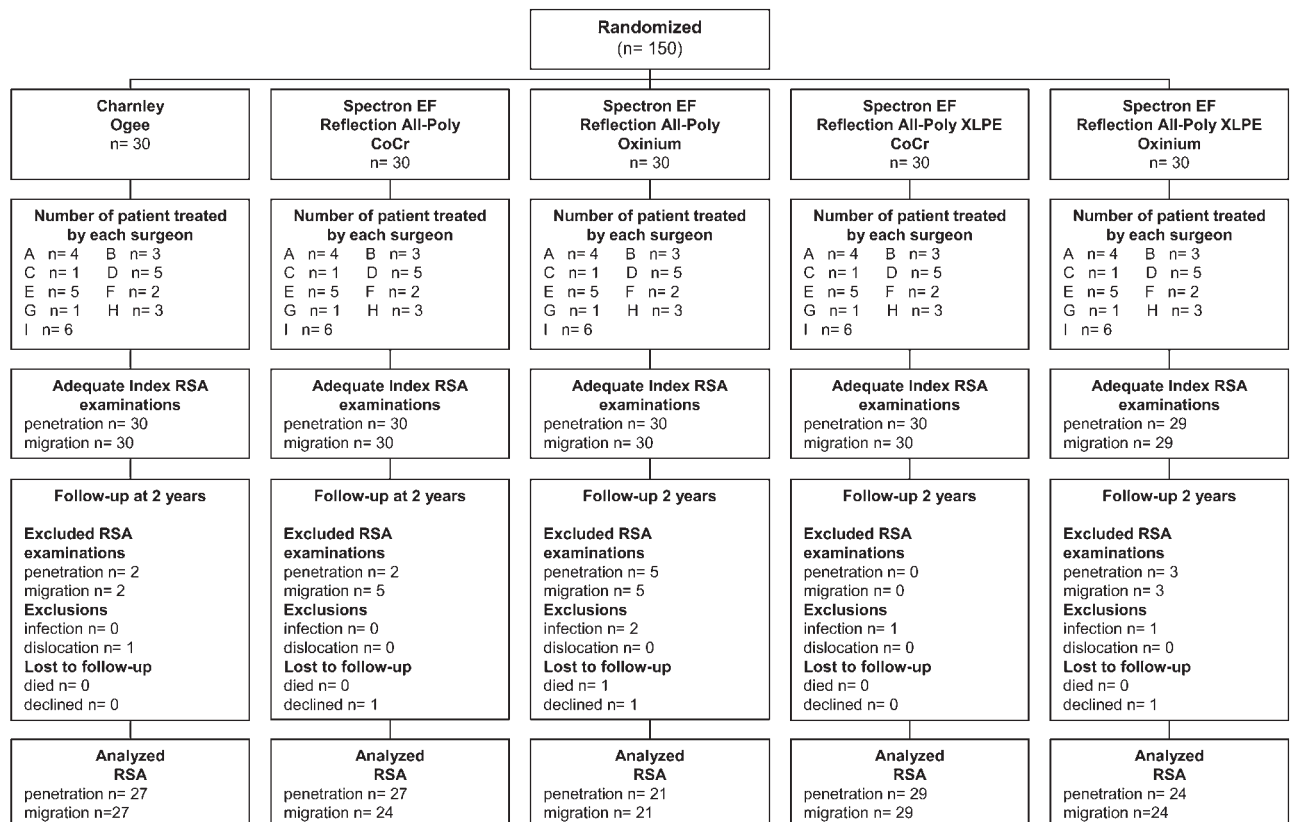 Randomized
(n= 150)
Charnley
Ogee
n= 30
Spectron EF
Reflection All-Poly
CoCr
n= 30
Spectron EF
Reflection All-Poly
Oxinium
n= 30
Spectron EF
Reflection All-Poly XLPE
CoCr
n= 30
Spectron EF
Reflection All-Poly XLPE
Oxinium
n= 30
Number of patient treated
by each surgeon
A n= 4 B n= 3
C n= 1 D n= 5
E n= 5 F n= 2
G n= 1 H n= 3
I n= 6
Number of patient treated
by each surgeon
A n= 4 B n= 3
C n= 1 D n= 5
E n= 5 F n= 2
G n= 1 H n= 3
I n= 6
Number of patient treated
by each surgeon
A n= 4 B n= 3
C n= 1 D n= 5
E n= 5 F n= 2
G n= 1 H n= 3
I n= 6
Number of patient treated
by each surgeon
A n= 4 B n= 3
C n= 1 D n= 5
E n= 5 F n= 2
G n= 1 H n= 3
I n= 6
Number of patient treated
by each surgeon
A n= 4 B n= 3
C n= 1 D n= 5
E n= 5 F n= 2
G n= 1 H n= 3
I n= 6
Adequate Index RSA
examinations
penetration n= 30
migration n= 30
Adequate Index RSA
examinations
penetration n= 30
migration n= 30
Adequate Index RSA
examinations
penetration n= 30
migration n= 30
Adequate Index RSA
examinations
penetration n= 30
migration n= 30
Adequate Index RSA
examinations
penetration n= 29
migration n= 29
Follow-up at 2 years
Excluded RSA
examinations
penetration n= 2
migration n= 2
Exclusions
infection n= 0
dislocation n= 1
Lost to follow-up
died n= 0
declined n= 0
Follow-up at 2 years
Excluded RSA
examinations
penetration n= 2
migration n= 5
Exclusions
infection n= 0
dislocation n= 0
Lost to follow-up
died n= 0
declined n= 1
Follow-up 2 years
Excluded RSA
examinations
penetration n= 5
migration n= 5
Exclusions
infection n= 2
dislocation n= 0
Lost to follow-up
died n= 1
declined n= 1
Follow-up 2 years
Excluded RSA
examinations
penetration n= 0
migration n= 0
Exclusions
infection n= 1
dislocation n= 0
Lost to follow-up
died n= 0
declined n= 0
Follow-up 2 years
Excluded RSA
examinations
penetration n= 3
migration n= 3
Exclusions
infection n= 1
dislocation n= 0
Lost to follow-up
died n= 0
declined n= 1
Analyzed
RSA
penetration n= 27
migration n=27
Analyzed
RSA
penetration n= 27
migration n= 24
Analyzed
RSA
penetration n= 21
migration n= 21
Analyzed
RSA
penetration n= 29
migration n= 29
Analyzed
RSA
penetration n= 24
migration n=24